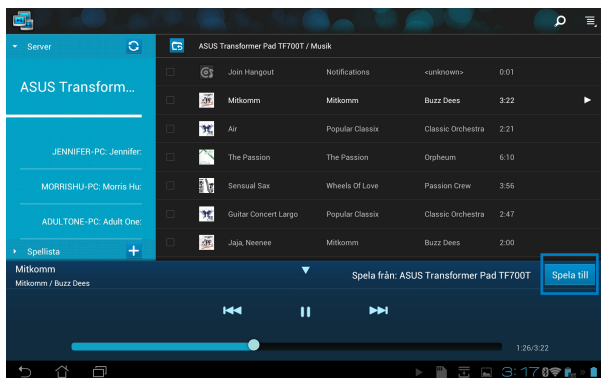 Server
ASUS Transformer Pad TF700T / Musik
ASUS Transform...
JENNIFER-PC: Jennifer:
MORRISHU-PC: Morris Hu:
ADULTONE-PC: Adult One:
Spellista
Join Hangout Notifications <unknown> 0:01
Mitkomm Mitkomm Buzz Dees 3:22
Air Popular Classix Classic Orchestra 2:21
The Passion The Passion Orpheum 6:10
Sensual Sax Wheels Of Love Passion Crew 3:56
Guitar Concert Largo Popular Classix Classic Orchestra 2:47
Jaja, Neenee Mitkomm Buzz Dees 2:00
Mitkomm
Mitkomm / Buzz Dees
Spela från: ASUS Transformer Pad TF700T
Spela till
1:26/3:22
3:17